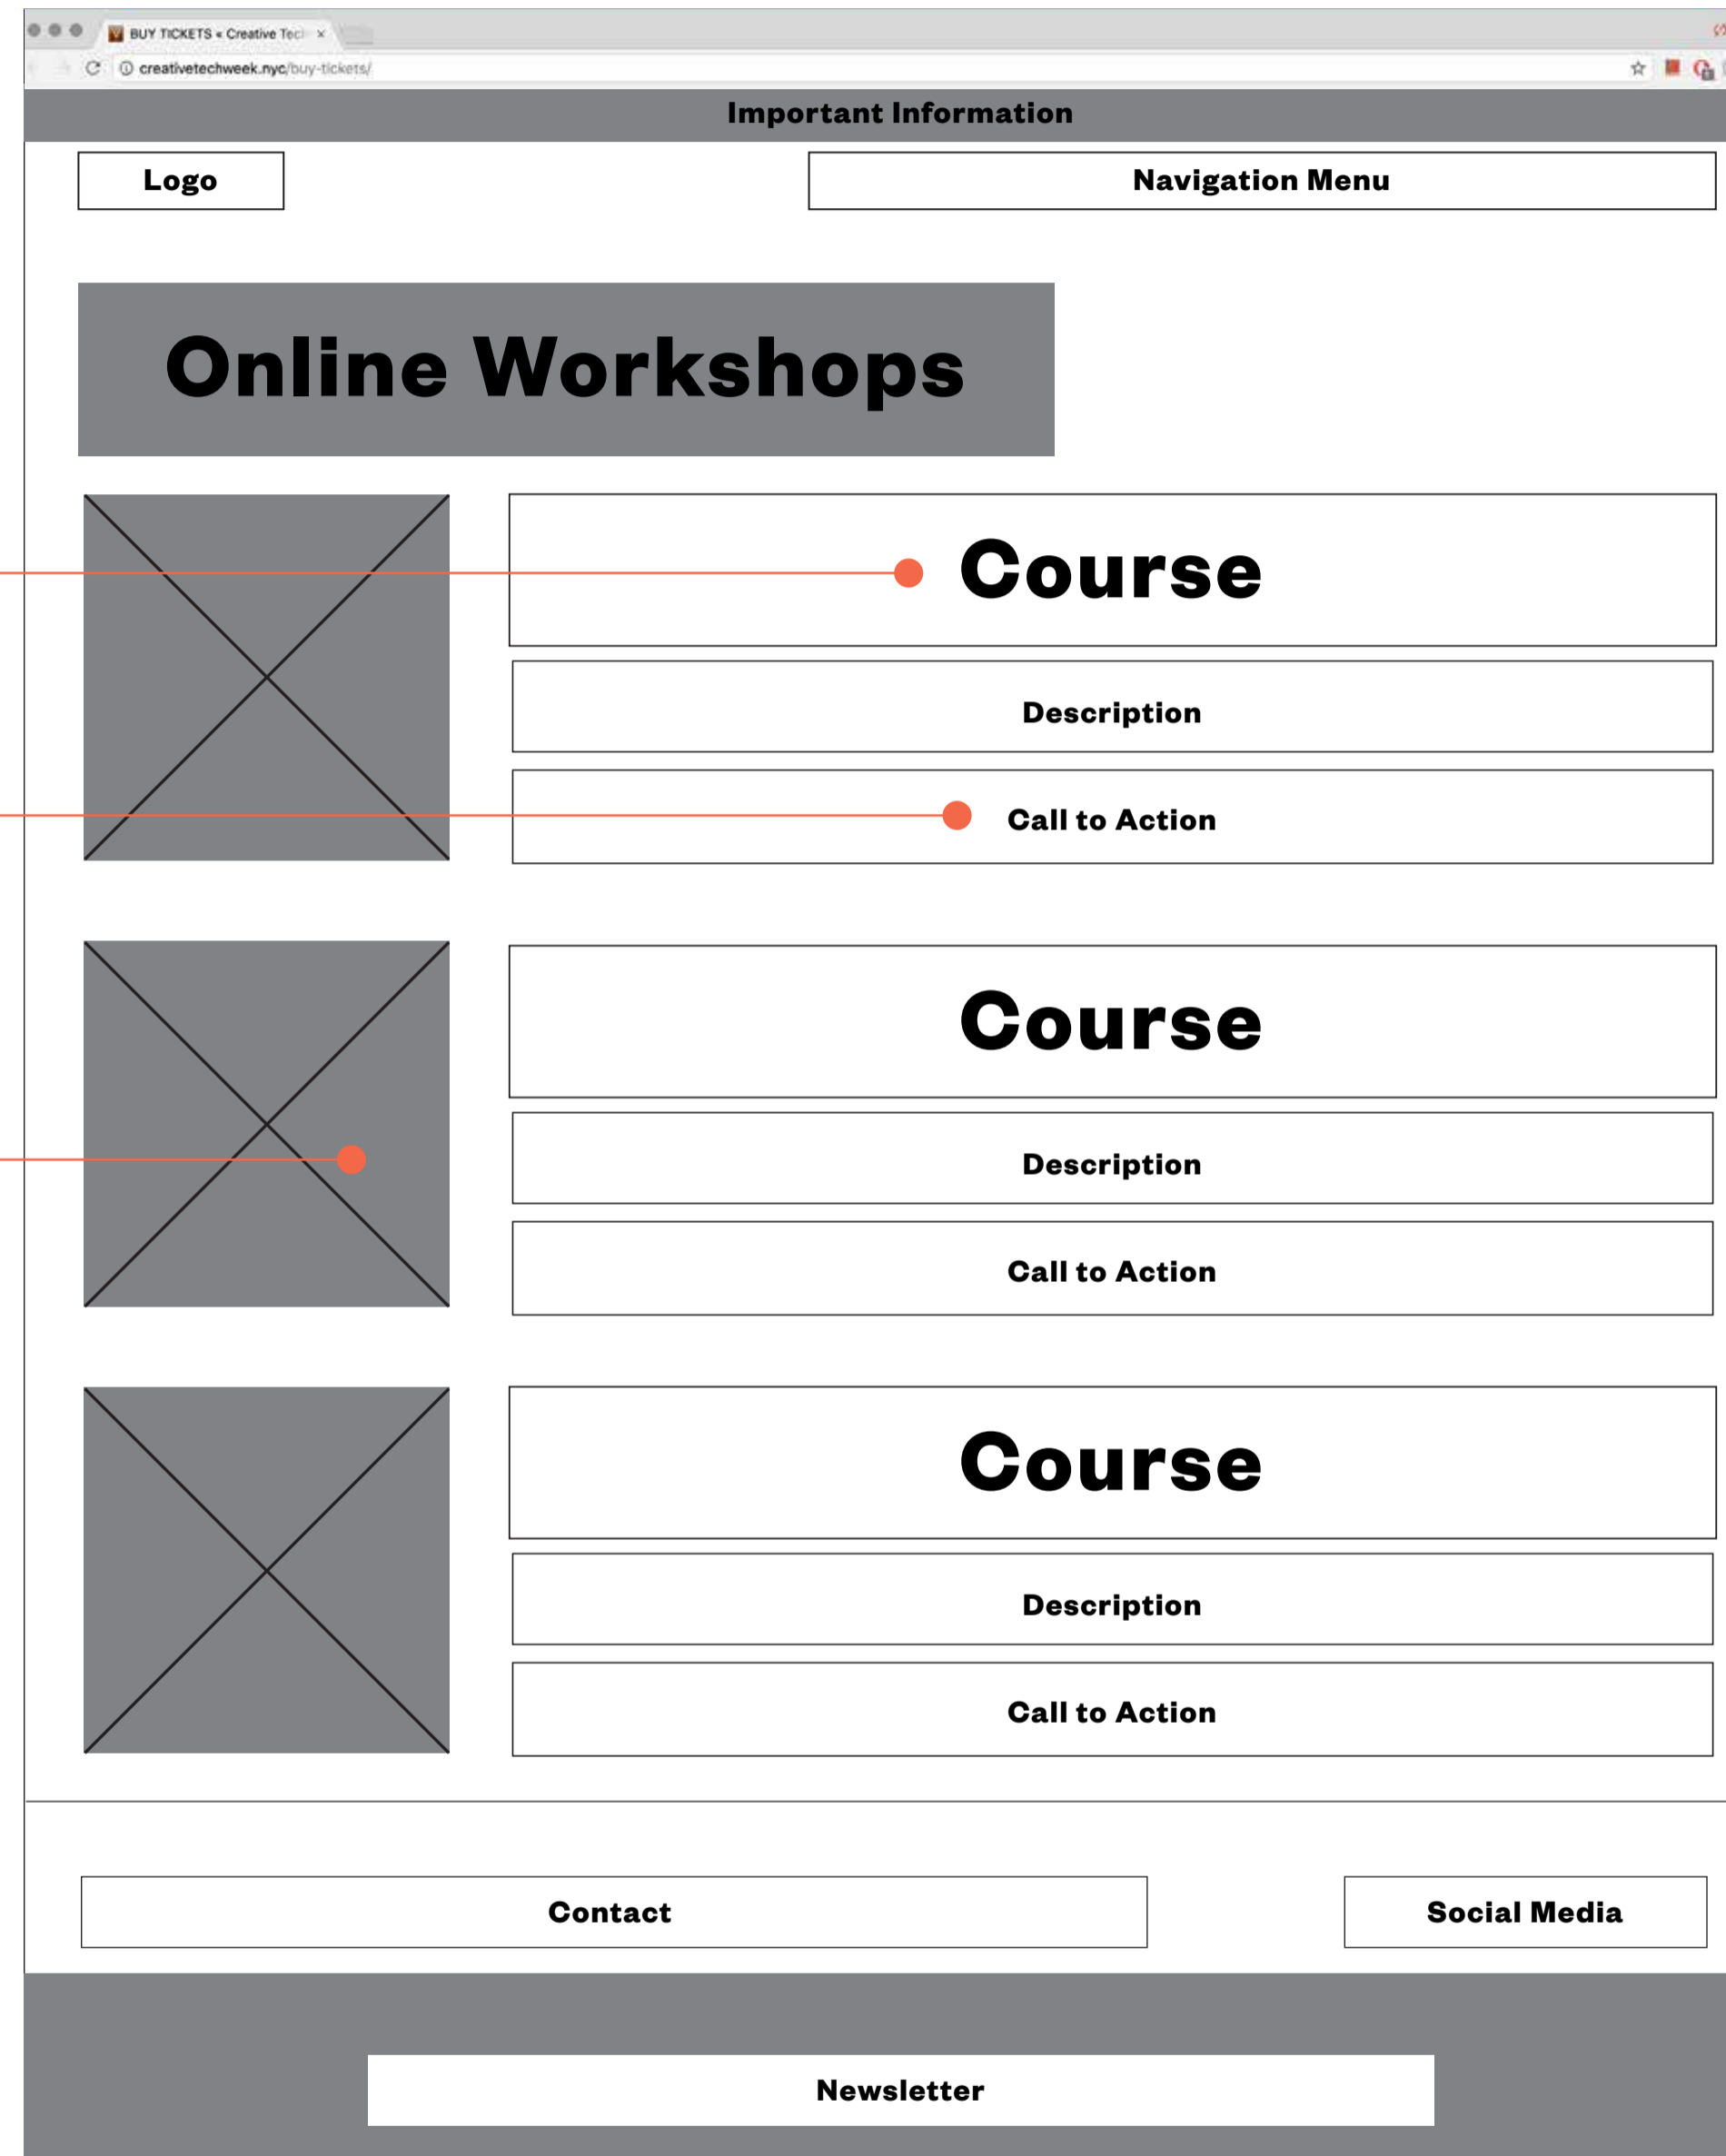 BUY TICKETS « Creative Tech
creativetechweek.nyc/buy-tickets/
Important Information
Logo
Navigation Menu
Online Workshops
Course
Description
Call to Action
Course
Description
Call to Action
Course
Description
Call to Action
Contact
Social Media
Newsletter